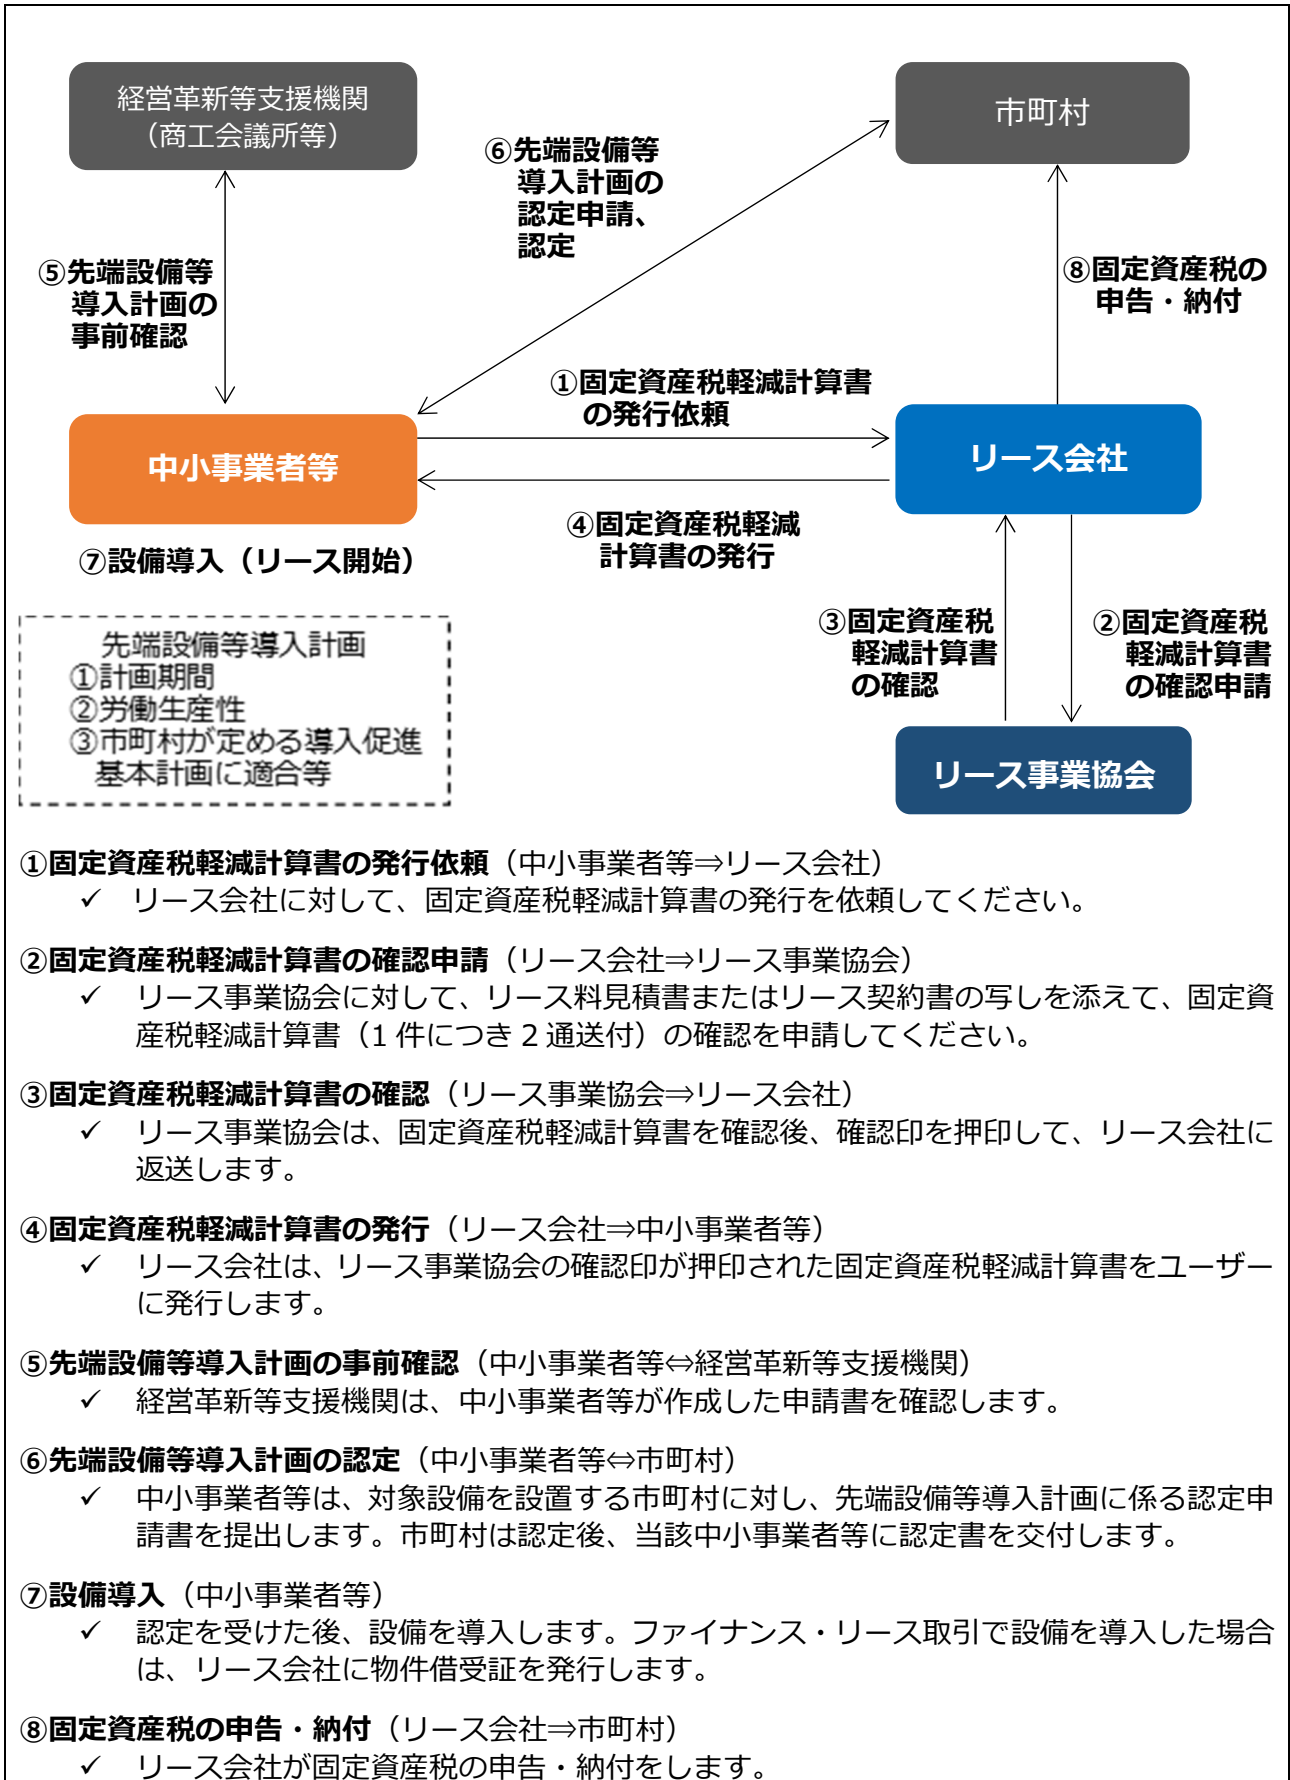 経営革新等支援機関
（商工会議所等）
市町村
⑥先端設備等
導入計画の
認定申請、
認定
⑤先端設備等
導入計画の
事前確認
⑧固定資産税の
申告・納付
①固定資産税軽減計算書
の発行依頼
中小事業者等
リース会社
④固定資産税軽減
計算書の発行
⑦設備導入（リース開始）
③固定資産税
軽減計算書
の確認
②固定資産税
軽減計算書
の確認申請
先端設備等導入計画
①計画期間
②労働生産性
③市町村が定める導入促進
基本計画に適合等
リース事業協会
①固定資産税軽減計算書の発行依頼（中小事業者等⇒リース会社）
✓ リース会社に対して、固定資産税軽減計算書の発行を依頼してください。
②固定資産税軽減計算書の確認申請（リース会社⇒リース事業協会）
✓ リース事業協会に対して、リース料見積書またはリース契約書の写しを添えて、固定資
産税軽減計算書（1 件につき 2 通送付）の確認を申請してください。
③固定資産税軽減計算書の確認（リース事業協会⇒リース会社）
✓ リース事業協会は、固定資産税軽減計算書を確認後、確認印を押印して、リース会社に
返送します。
④固定資産税軽減計算書の発行（リース会社⇒中小事業者等）
✓ リース会社は、リース事業協会の確認印が押印された固定資産税軽減計算書をユーザー
に発行します。
⑤先端設備等導入計画の事前確認（中小事業者等⇔経営革新等支援機関）
✓ 経営革新等支援機関は、中小事業者等が作成した申請書を確認します。
⑥先端設備等導入計画の認定（中小事業者等⇔市町村）
✓ 中小事業者等は、対象設備を設置する市町村に対し、先端設備等導入計画に係る認定申
請書を提出します。市町村は認定後、当該中小事業者等に認定書を交付します。
⑦設備導入（中小事業者等）
✓ 認定を受けた後、設備を導入します。ファイナンス・リース取引で設備を導入した場合
は、リース会社に物件借受証を発行します。
⑧固定資産税の申告・納付（リース会社⇒市町村）
✓ リース会社が固定資産税の申告・納付をします。